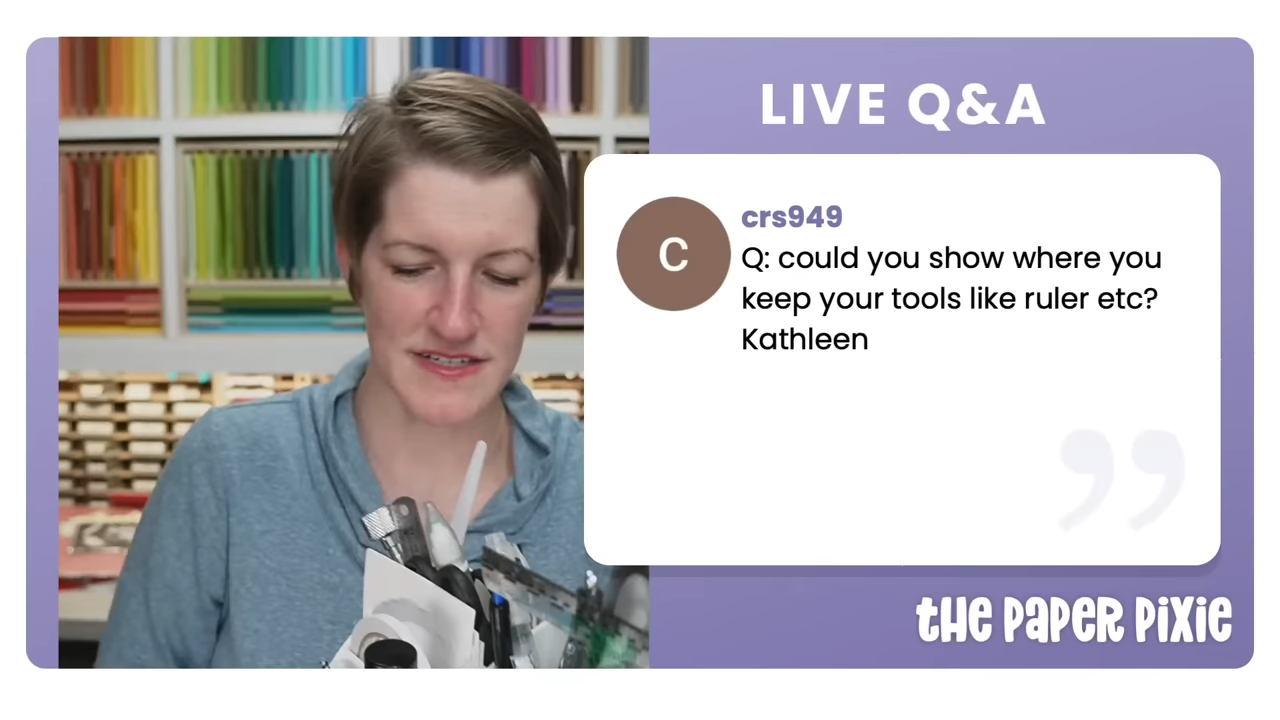 LIVE Q&A
C
crs949
Q: could you show where you
keep your tools like ruler etc?
Kathleen
the PAPER PiXiE